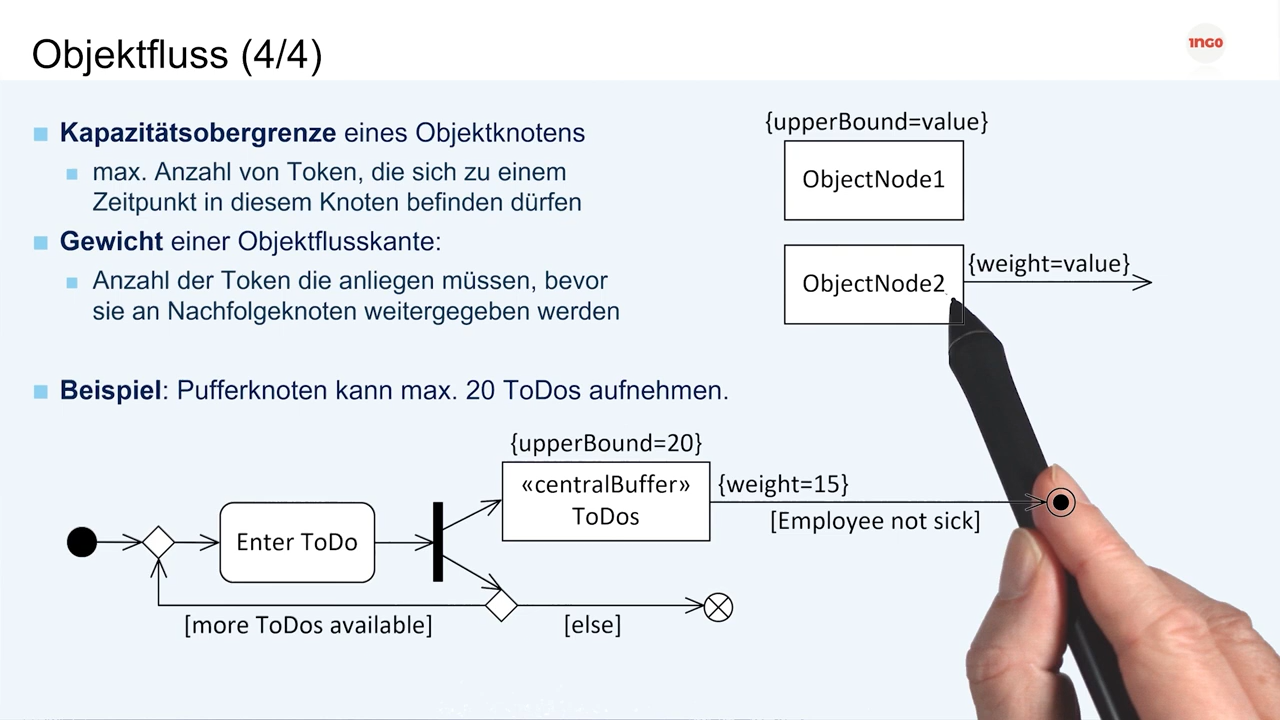 Objektfluss (4/4)
1NGO
Kapazitätsobergrenze eines Objektknotens
max. Anzahl von Token, die sich zu einem
Zeitpunkt in diesem Knoten befinden dürfen
Gewicht einer Objektflusskante:
Anzahl der Token die anliegen müssen, bevor
sie an Nachfolgeknoten weitergegeben werden
{upperBound=value}
ObjectNode1
ObjectNode2
{weight=value}
Beispiel: Pufferknoten kann max. 20 ToDos aufnehmen.
{upperBound=20}
«centralBuffer»
ToDos
{weight=15}
[Employee not sick]
Enter ToDo
[more ToDos available]
[else]